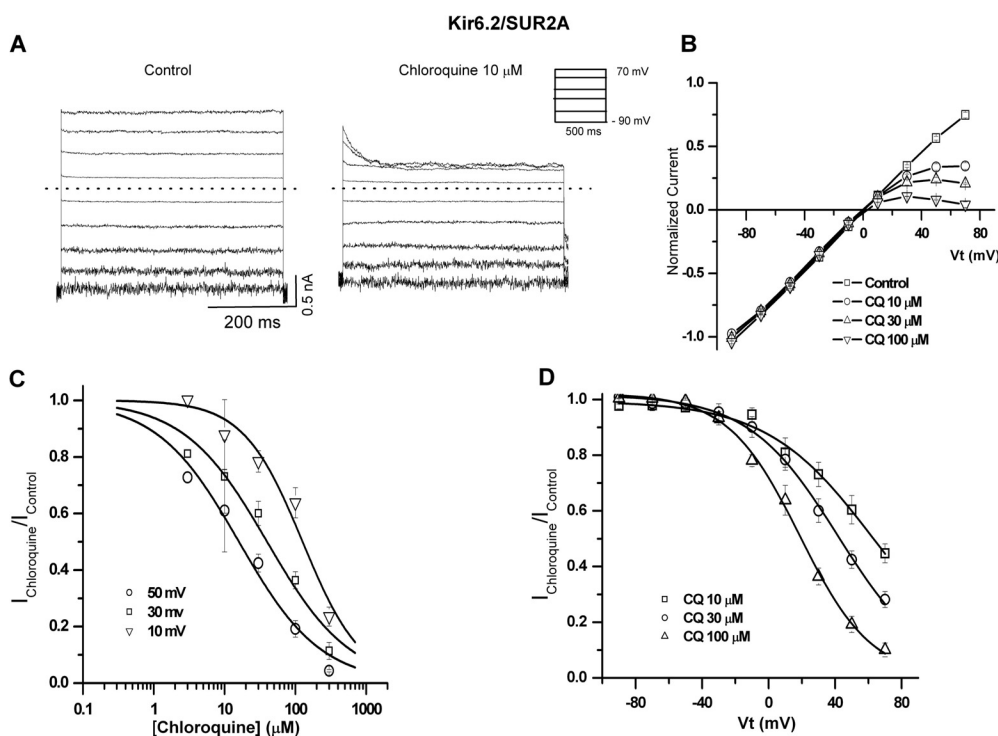 Kir6.2/SUR2A
A
Control
Chloroquine 10 μM
70 mV
- 90 mV
500 ms
0.5 nA
200 ms
B
Normalized Current
1.0
0.5
0.0
-0.5
-1.0
-80
-40
0
40
80
Vt (mV)
Control
CQ 10 μM
CQ 30 μM
CQ 100 μM
C
IChloroquine/IControl
1.0
0.8
0.6
0.4
0.2
0.0
50 mV
30 mv
10 mV
0.1
1
10
100
1000
[Chloroquine] (μM)
D
IChloroquine/IControl
1.0
0.8
0.6
0.4
0.2
0.0
CQ 10 μM
CQ 30 μM
CQ 100 μM
-80
-40
0
40
80
Vt (mV)